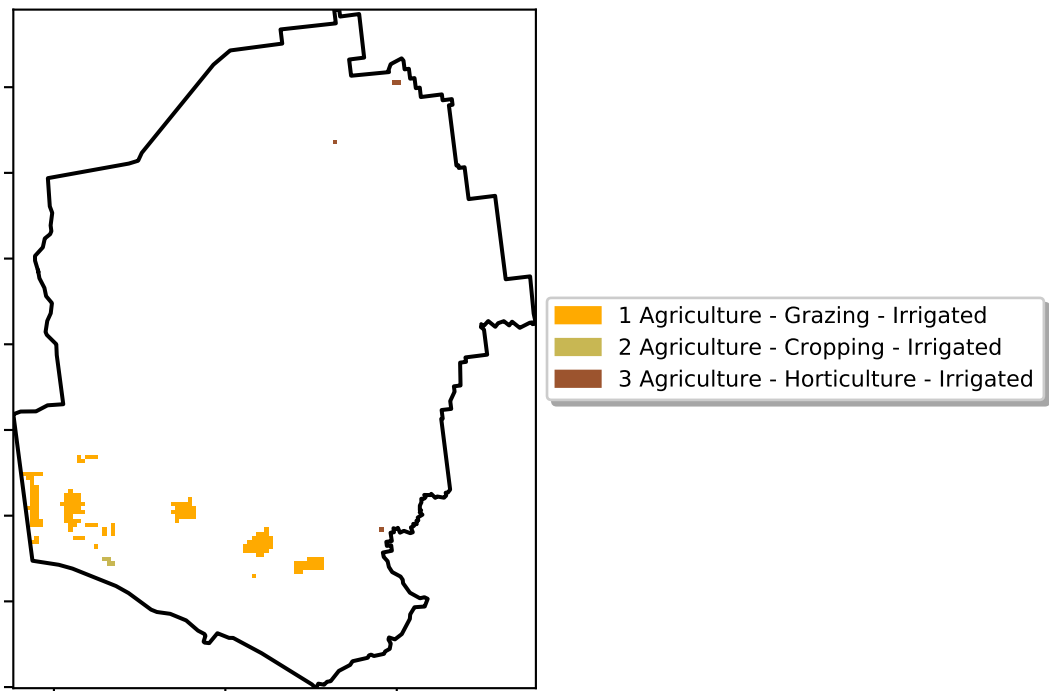 1 Agriculture - Grazing - Irrigated
2 Agriculture - Cropping - Irrigated
3 Agriculture - Horticulture - Irrigated